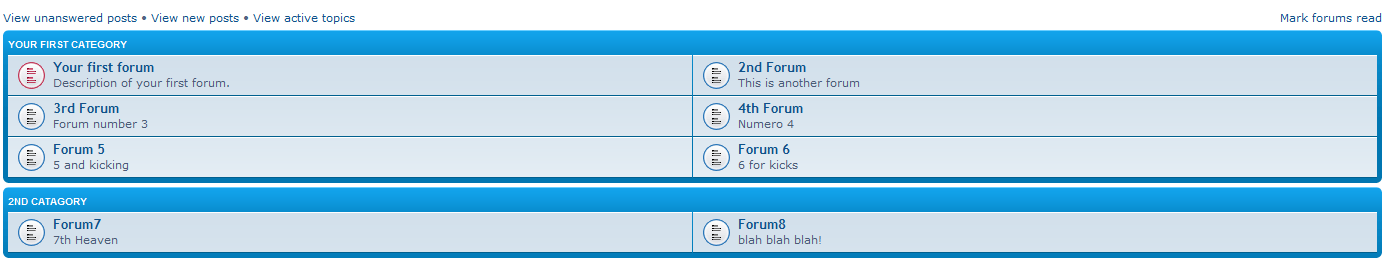 View unanswered posts • View new posts • View active topics
Mark forums read
YOUR FIRST CATEGORY
Your first forum
Description of your first forum.
2nd Forum
This is another forum
3rd Forum
Forum number 3
4th Forum
Numero 4
Forum 5
5 and kicking
Forum 6
6 for kicks
2ND CATAGORY
Forum7
7th Heaven
Forum8
blah blah blah!